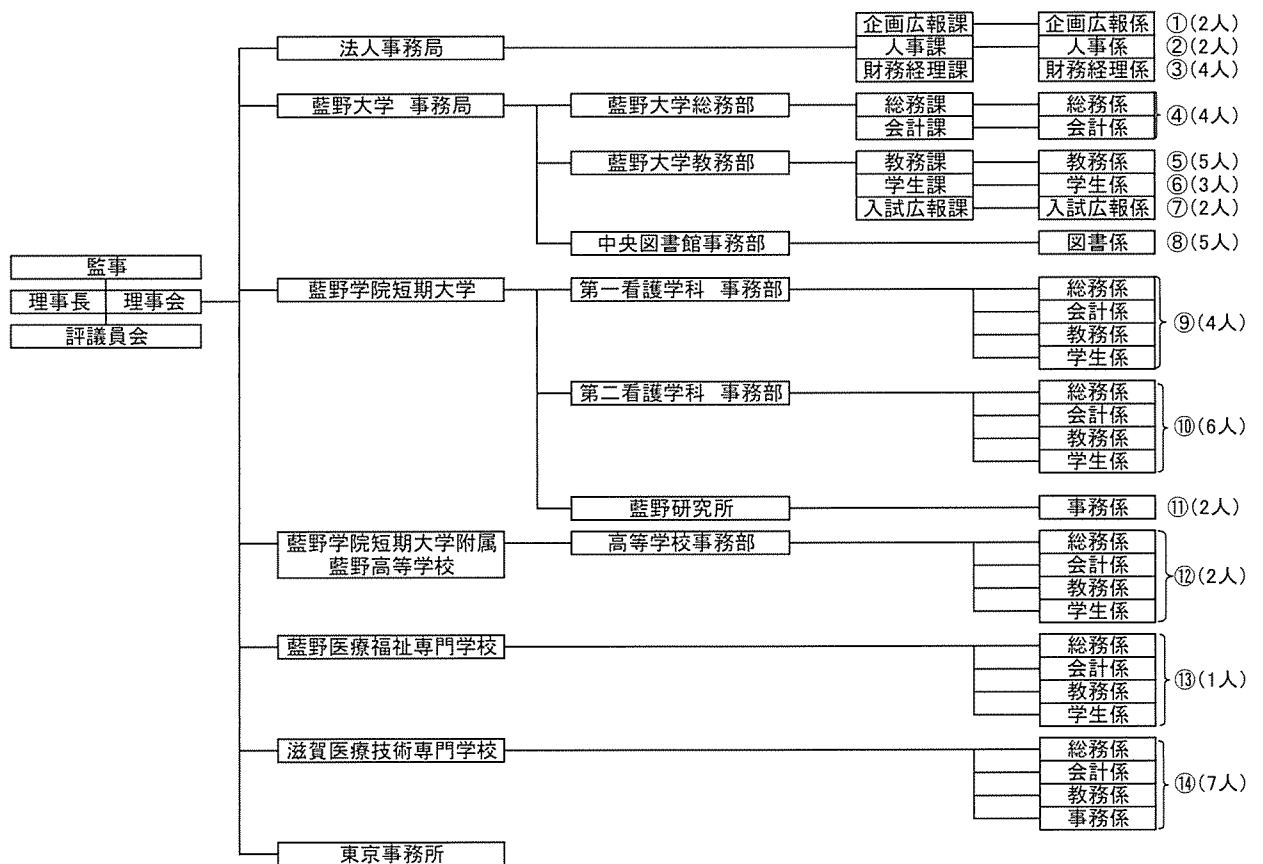 企画広報課 企画広報係 ①(2人)
法人事務局 人事課 人事係 ②(2人)
財務経理課 財務経理係 ③(4人)
藍野大学 事務局 藍野大学総務部 総務課 総務係 ④(4人)
会計課 会計係
藍野大学教務部 教務課 教務係 ⑤(5人)
学生課 学生係 ⑥(3人)
入試広報課 入試広報係 ⑦(2人)
中央図書館事務部 図書係 ⑧(5人)
監事
理事長 理事会
評議員会
藍野学院短期大学 第一看護学科 事務部 総務係
会計係
教務係
学生係
⑨(4人)
第二看護学科 事務部 総務係
会計係
教務係
学生係
⑩(6人)
藍野研究所 事務係 ⑪(2人)
藍野学院短期大学附属
藍野高等学校
高等学校事務部 総務係
会計係
教務係
学生係
⑫(2人)
藍野医療福祉専門学校 総務係
会計係
教務係
学生係
⑬(1人)
滋賀医療技術専門学校 総務係
会計係
教務係
事務係
⑭(7人)
東京事務所